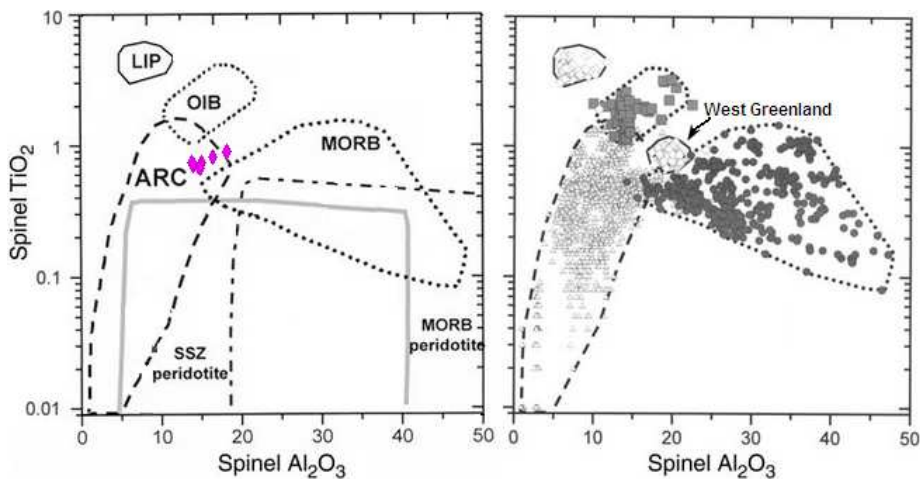 10
1
0.1
0.01
Spinel TiO₂
LIP
OIB
MORB
ARC
SSZ
peridotite
MORB
peridotite
0
10
20
30
40
50
Spinel Al₂O₃
West Greenland
0
10
20
30
40
50
Spinel Al₂O₃